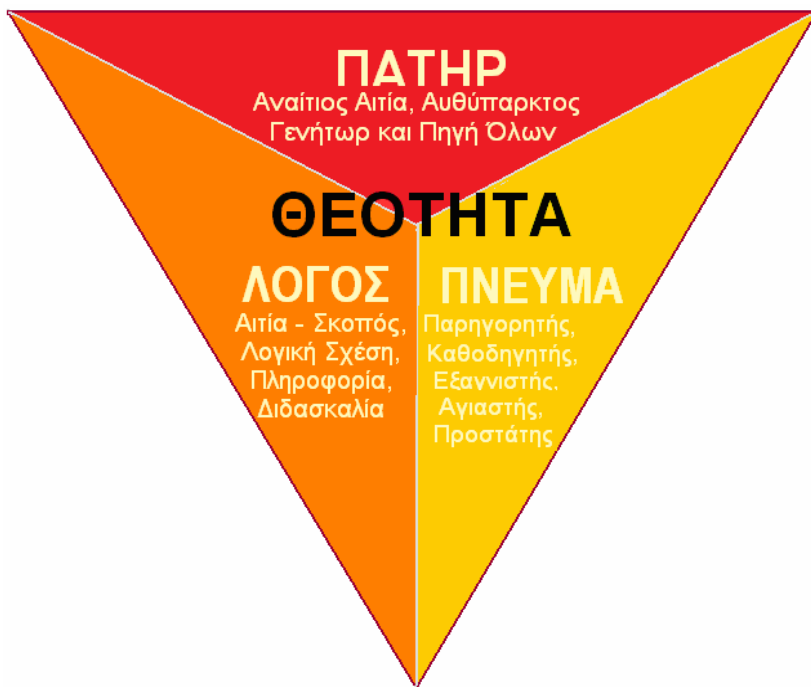 ΠΑΤΗΡ
Αναίτιος Αιτία, Αυθύπαρκτος
Γενήτωρ και Πηγή Όλων
ΘΕΟΤΗΤΑ
ΛΟΓΟΣ
Αιτία - Σκοπός,
Λογική Σχέση,
Πληροφορία,
Διδασκαλία
ΠΝΕΥΜΑ
Παρηγορητής,
Καθοδηγητής,
Εξαγνιστής.
Αγιαστής,
Προστάτης